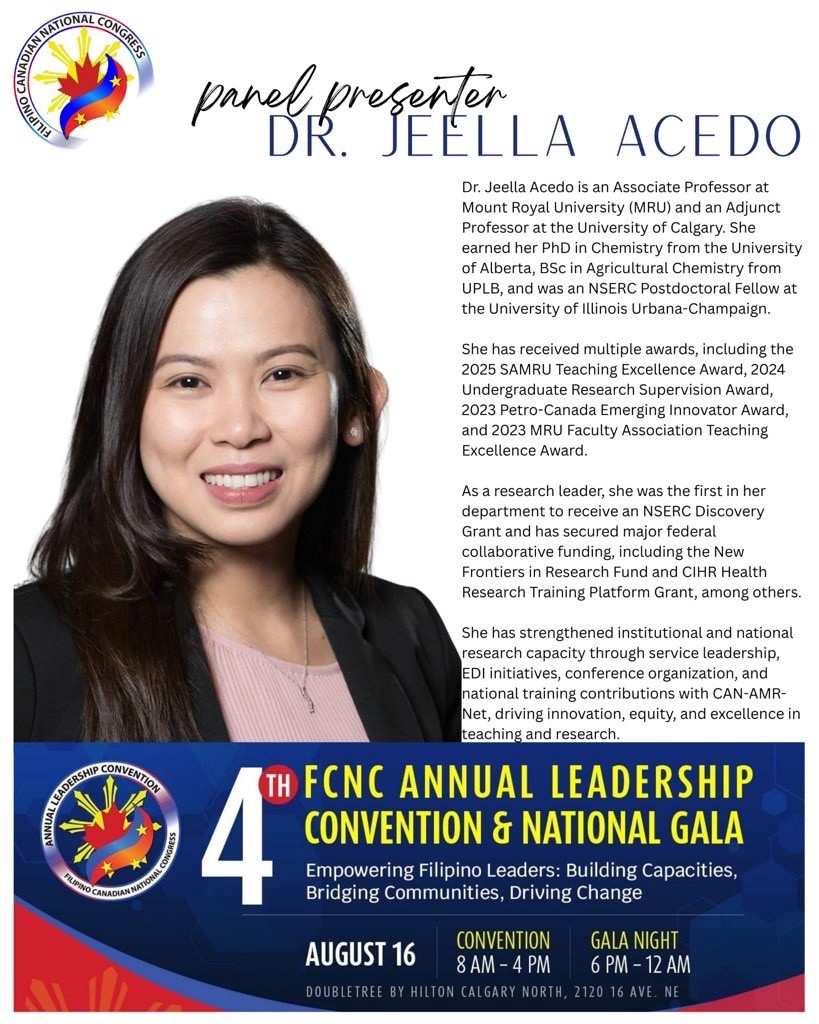 FILIPINO CANADIAN NATIONAL CONGRESS
panel presenter
DR. JEELLA ACEDO
Dr. Jeella Acedo is an Associate Professor at
Mount Royal University (MRU) and an Adjunct
Professor at the University of Calgary. She
earned her PhD in Chemistry from the University
of Alberta, BSc in Agricultural Chemistry from
UPLB, and was an NSERC Postdoctoral Fellow at
the University of Illinois Urbana-Champaign.
She has received multiple awards, including the
2025 SAMRU Teaching Excellence Award, 2024
Undergraduate Research Supervision Award,
2023 Petro-Canada Emerging Innovator Award,
and 2023 MRU Faculty Association Teaching
Excellence Award.
As a research leader, she was the first in her
department to receive an NSERC Discovery
Grant and has secured major federal
collaborative funding, including the New
Frontiers in Research Fund and CIHR Health
Research Training Platform Grant, among others.
She has strengthened institutional and national
research capacity through service leadership,
EDI initiatives, conference organization, and
national training contributions with CAN-AMR-
Net, driving innovation, equity, and excellence in
teaching and research.
ANNUAL LEADERSHIP CONVENTION
FILIPINO CANADIAN NATIONAL CONGRESS
4TH FCNC ANNUAL LEADERSHIP
CONVENTION & NATIONAL GALA
Empowering Filipino Leaders: Building Capacities,
Bridging Communities, Driving Change
AUGUST 16
CONVENTION
8 AM – 4 PM
GALA NIGHT
6 PM – 12 AM
DOUBLETREE BY HILTON CALGARY NORTH, 2120 16 AVE. NE